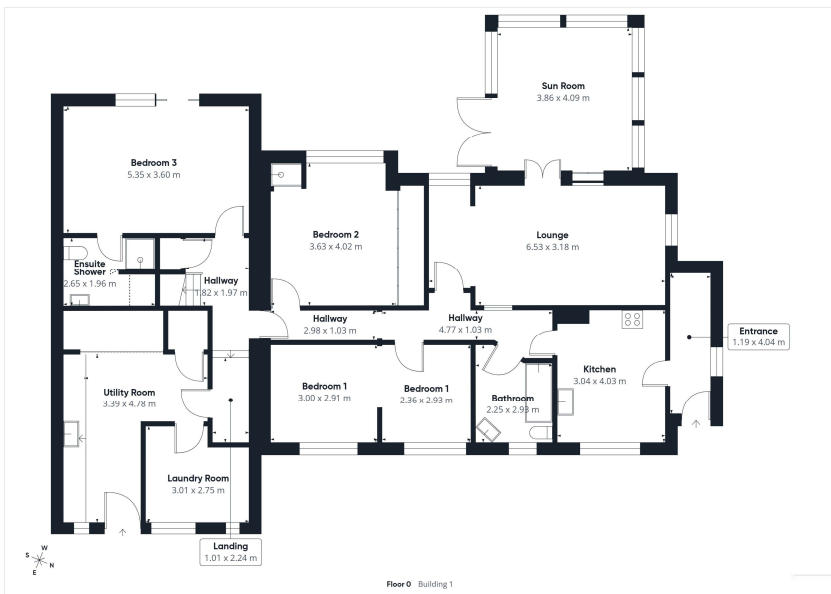 Sun Room
3.86 x 4.09 m
Bedroom 3
5.35 x 3.60 m
Bedroom 2
3.63 x 4.02 m
Lounge
6.53 x 3.18 m
Ensuite
Shower
2.65 x 1.96 m
Hallway
1.82 x 1.97 m
Hallway
2.98 x 1.03 m
Hallway
4.77 x 1.03 m
Entrance
1.19 x 4.04 m
Kitchen
3.04 x 4.03 m
Utility Room
3.39 x 4.78 m
Bedroom 1
3.00 x 2.91 m
Bedroom 1
2.36 x 2.93 m
Bathroom
2.25 x 2.93 m
Laundry Room
3.01 x 2.75 m
Landing
1.01 x 2.24 m
W
S
N
E
Floor 0 Building 1